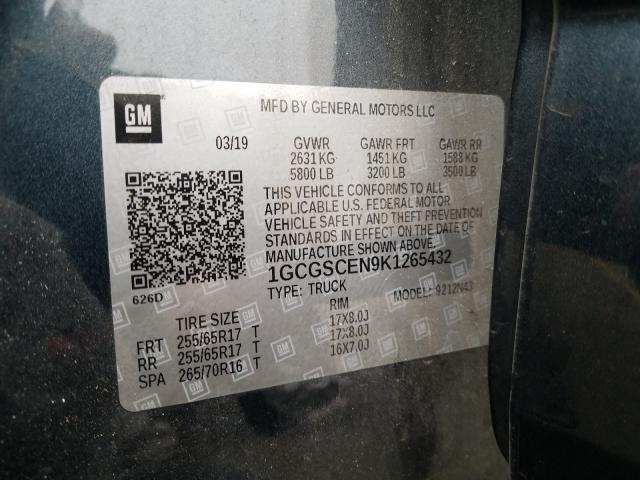 GM
MFD BY GENERAL MOTORS LLC
03/19 GVWR GAWR FRT GAWR RR
2631 KG 1451 KG 1588 KG
5800 LB 3200 LB 3500 LB
THIS VEHICLE CONFORMS TO ALL
APPLICABLE U.S. FEDERAL MOTOR
VEHICLE SAFETY AND THEFT PREVENTION
STANDARDS IN EFFECT ON THE DATE OF
MANUFACTURE SHOWN ABOVE.
1GCGSCEN9K1265432
626D TYPE: TRUCK MODEL: 9212N43
TIRE SIZE RIM
FRT 255/65R17 T 17X8.0J
RR 255/65R17 T 17X8.0J
SPA 265/70R16 T 16X7.0J